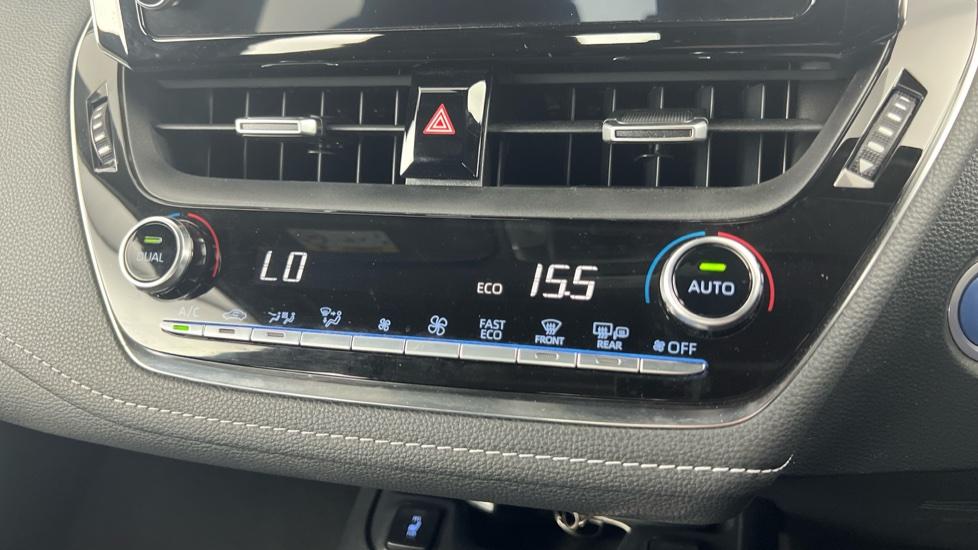 DUAL
LO
ECO
15.5
AUTO
A/C
FAST
ECO
FRONT
REAR
OFF